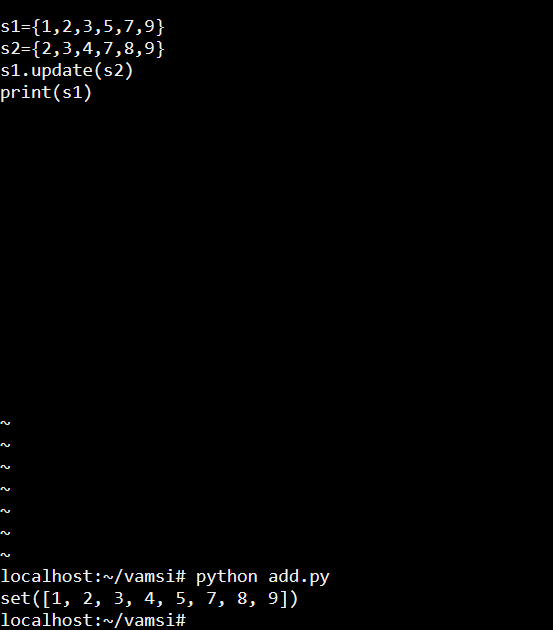 s1={1,2,3,5,7,9}
s2={2,3,4,7,8,9}
s1.update(s2)
print(s1)
~
~
~
~
~
~
~
localhost:~/vamsi# python add.py
set([1, 2, 3, 4, 5, 7, 8, 9])
localhost:~/vamsi#